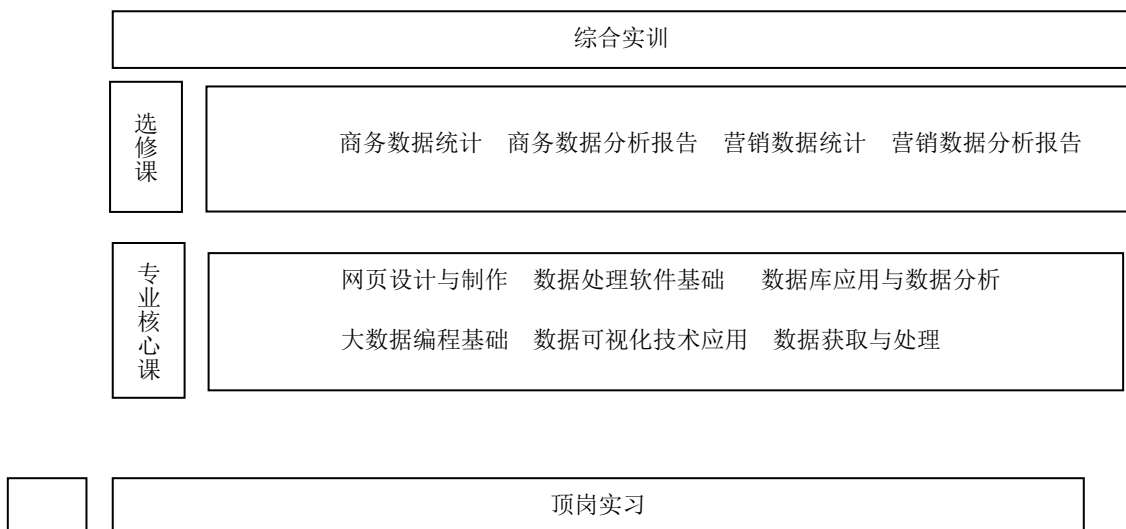 综合实训
选修课
商务数据统计 商务数据分析报告 营销数据统计 营销数据分析报告
专业核心课
网页设计与制作 数据处理软件基础 数据库应用与数据分析
大数据编程基础 数据可视化技术应用 数据获取与处理
顶岗实习